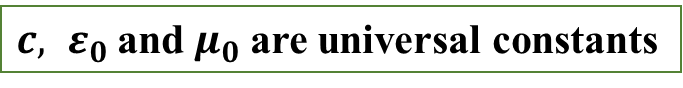 c, ε₀ and μ₀ are universal constants